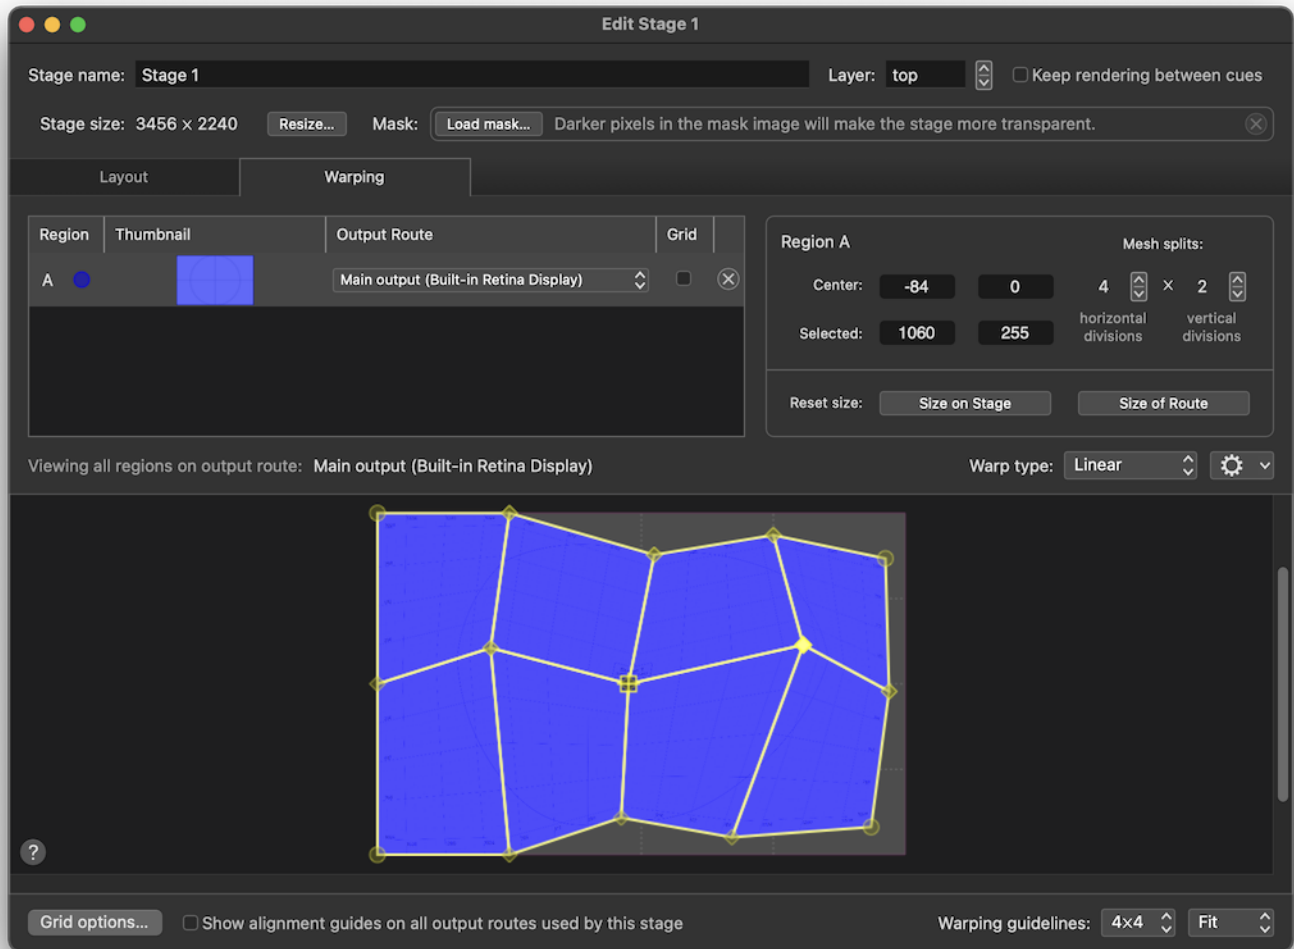 Edit Stage 1
Stage name: Stage 1 Layer: top Keep rendering between cues
Stage size: 3456 × 2240 Resize... Mask: Load mask... Darker pixels in the mask image will make the stage more transparent.
Layout Warping
Region Thumbnail Output Route Grid
A Main output (Built-in Retina Display)
Region A Mesh splits:
Center: -84 0 4 × 2
horizontal divisions vertical divisions
Selected: 1060 255
Reset size: Size on Stage Size of Route
Viewing all regions on output route: Main output (Built-in Retina Display) Warp type: Linear
?
Grid options... Show alignment guides on all output routes used by this stage Warping guidelines: 4×4 Fit